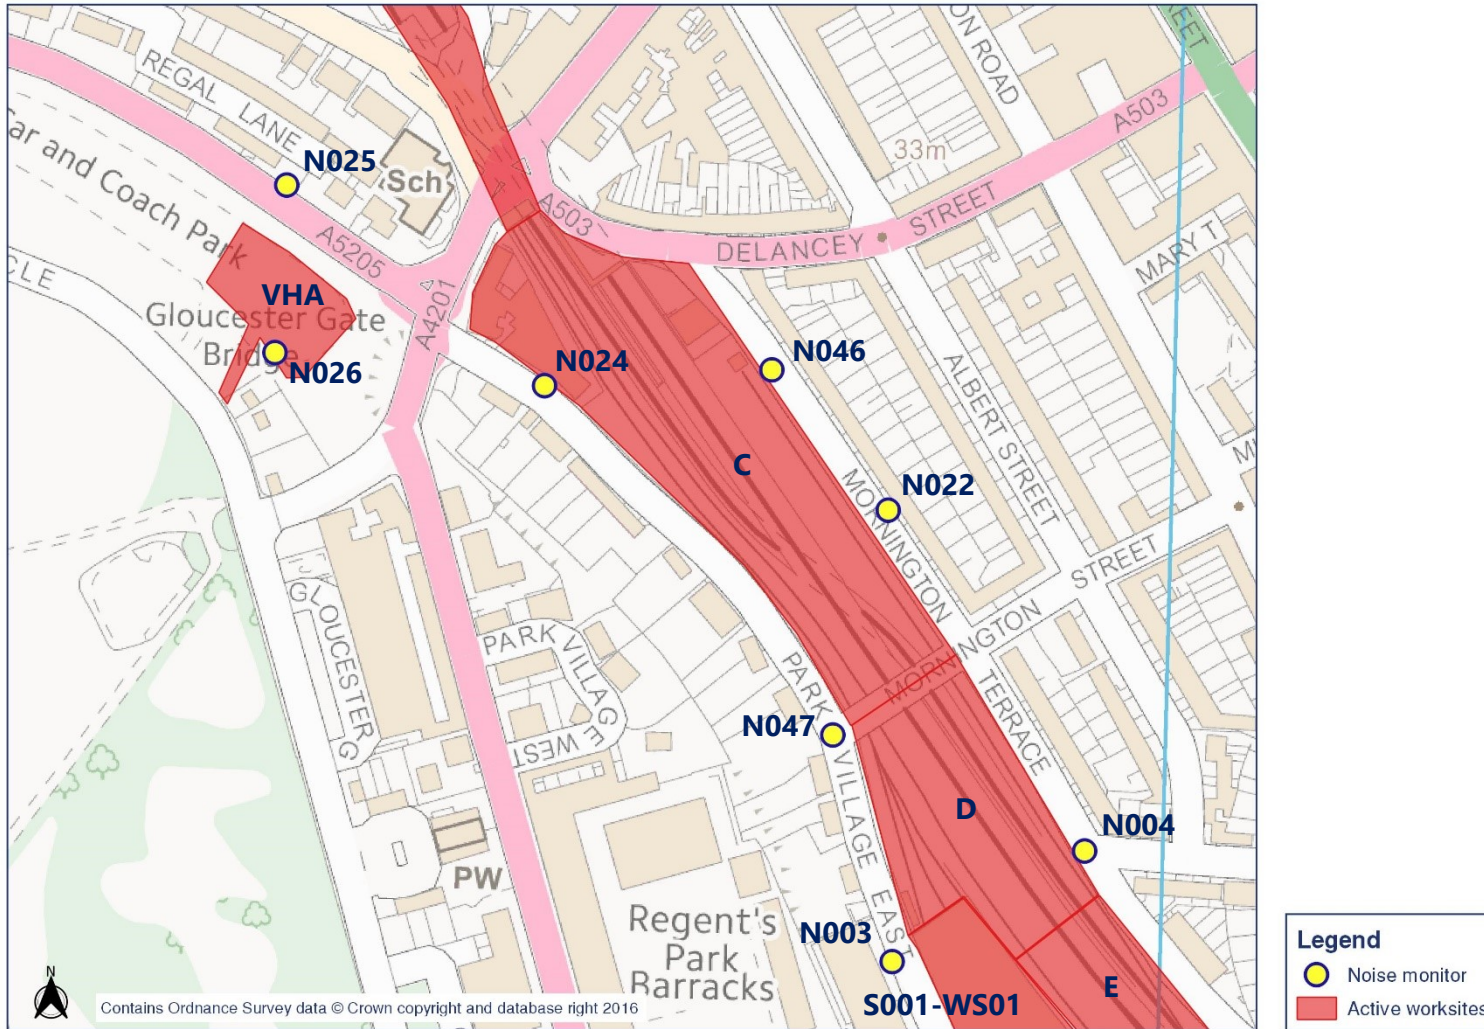 REGAL LANE
ar and Coach Park
N025
Sch
A5205
A503
DELANCEY STREET
33m
ON ROAD
REET
A503
MARY T
CLE
VHA
Gloucester Gate
Bridge
N026
A4201
N024
N046
C
N022
ALBERT STREET
MORNINGTON
TERRACE
MORNINGTON STREET
GLOUCESTER G
PARK VILLAGE
WEST
PARK VILLAGE EAST
N047
D
N004
PW
Regent's
Park
Barracks
N003
S001-WS01
E
N
Contains Ordnance Survey data © Crown copyright and database right 2016
Legend
Noise monitor
Active worksites